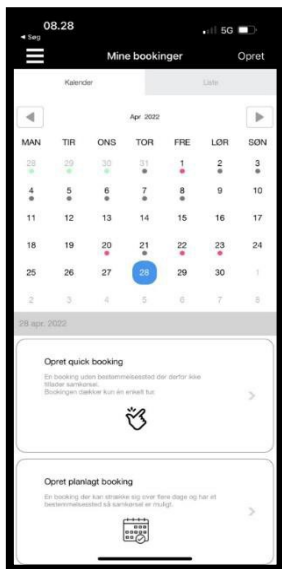 08.28
◄ Søg
5G
Mine bookinger
Opret
Kalender
Liste
Apr. 2022
MAN TIR ONS TOR FRE LØR SØN
28 29 30 31 1 2 3
4 5 6 7 8 9 10
11 12 13 14 15 16 17
18 19 20 21 22 23 24
25 26 27 28 29 30 1
2 3 4 5 6 7 8
28 apr. 2022
Opret quick booking
En booking uden bestemmelsessted der derfor ikke
tillader samkørsel.
Bookingen dækker kun én enkelt tur.
Opret planlagt booking
En booking der kan strække sig over flere dage og har et
bestemmelsessted så samkørsel er muligt.